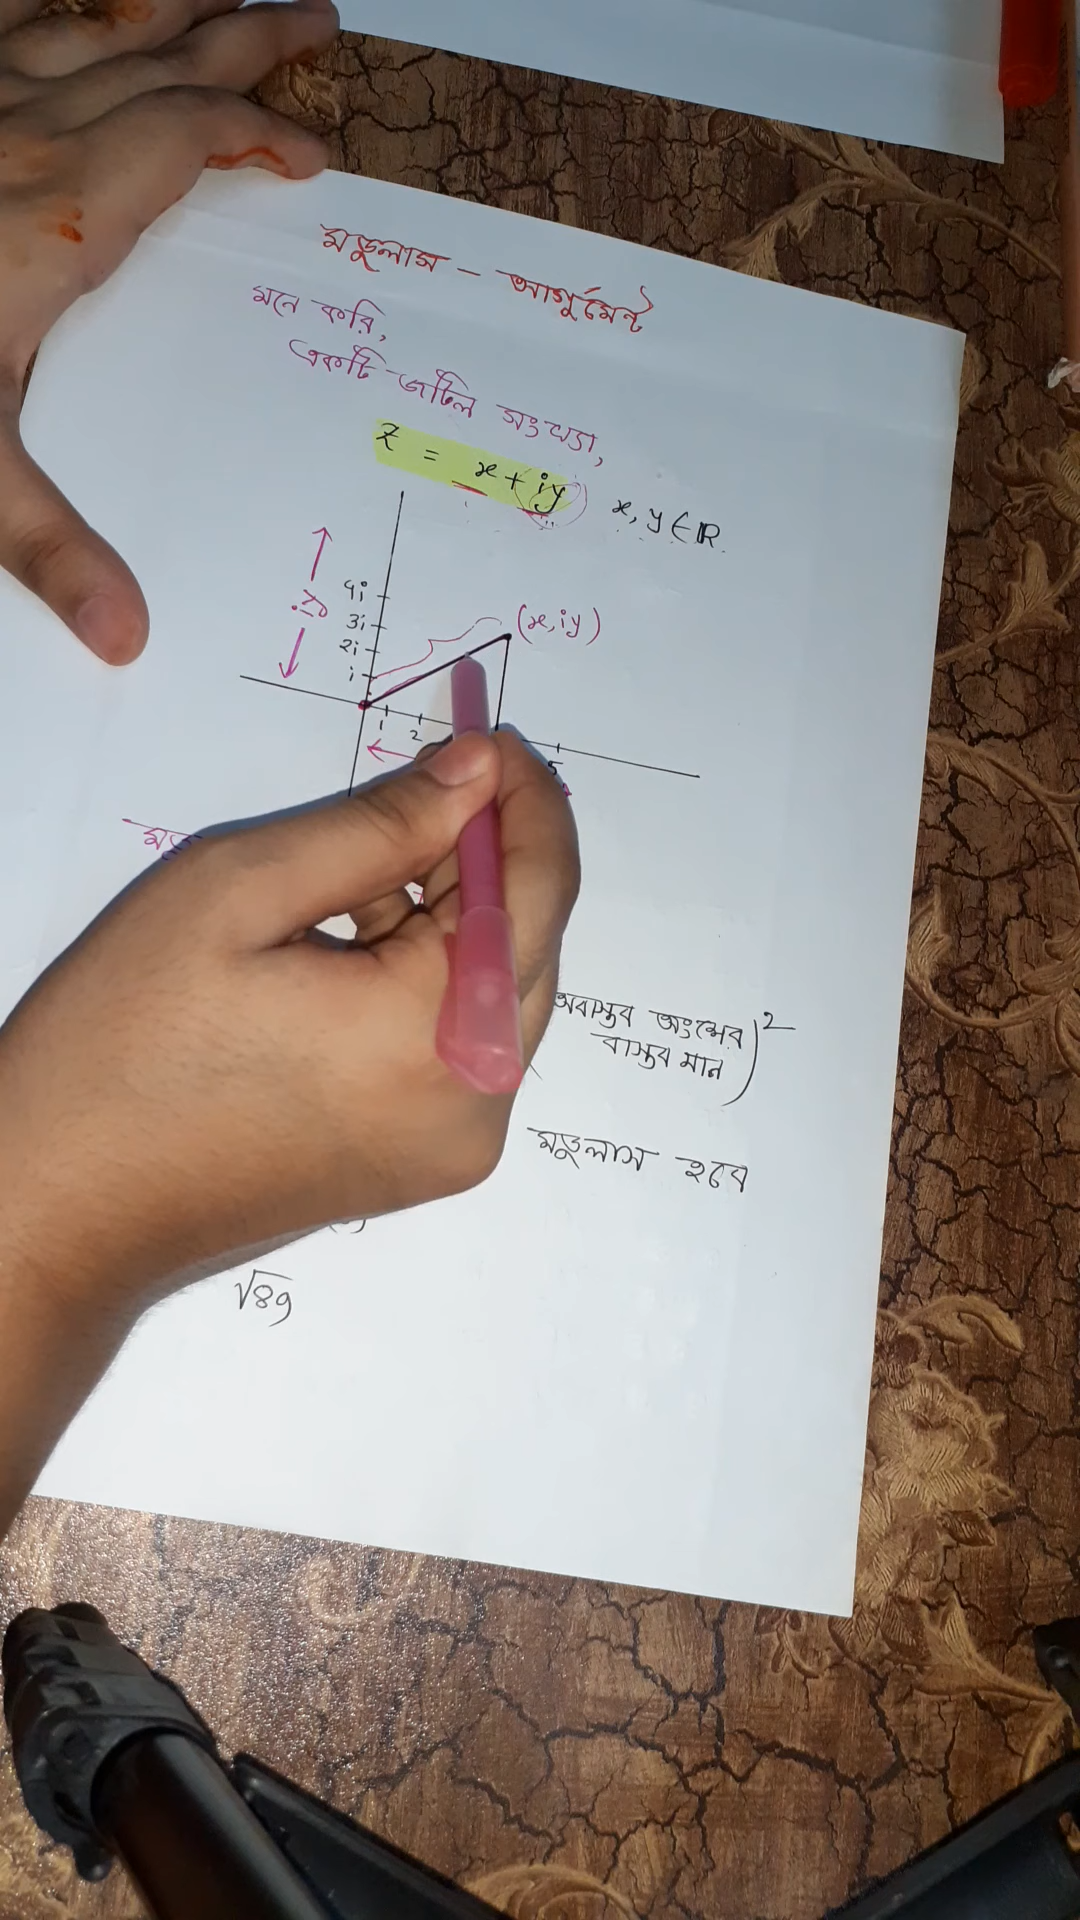 মডুলাস - আর্গুমেন্ট
মনে করি,
একটি জটিল সংখ্যা,
z = x + iy x, y ∈ ℝ
4i
3i
2i
i
(x, iy)
1 2 5
অবাস্তব অংশের
বাস্তব মান)²
মডুলাস হবে
√89